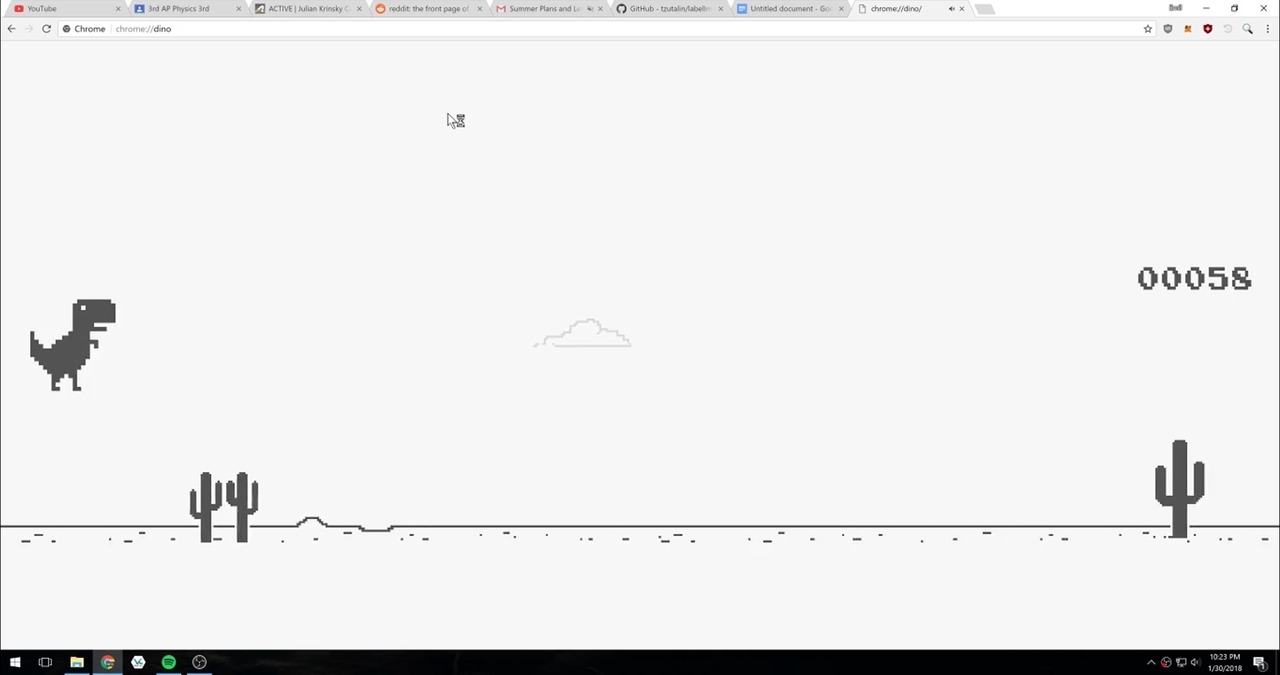 YouTube
3rd AP Physics 3rd
ACTIVE | Julian Krinsky C
reddit: the front page of
Summer Plans and Le
GitHub - tzutalin/labelIm
Untitled document - Goo
chrome://dino/
Chrome
chrome://dino
00058
10:23 PM
1/30/2018